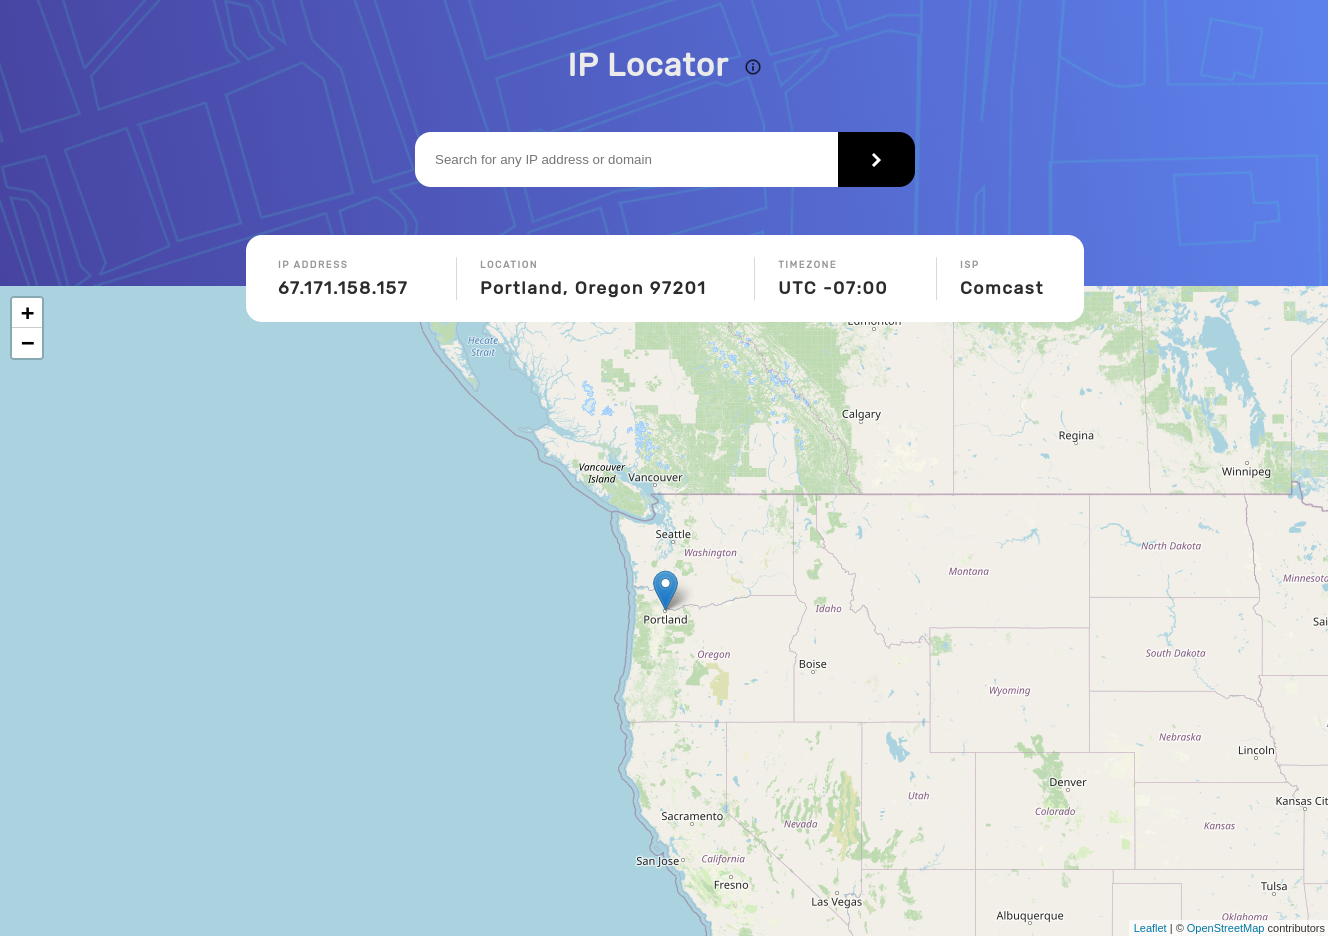 IP Locator
Search for any IP address or domain
IP ADDRESS
67.171.158.157
LOCATION
Portland, Oregon 97201
TIMEZONE
UTC -07:00
ISP
Comcast
+
−
Edmonton
Hecate
Strait
Calgary
Regina
Winnipeg
Vancouver
Island
Vancouver
Seattle
Washington
North Dakota
Montana
Minnesota
Idaho
Portland
Oregon
Boise
South Dakota
Wyoming
Nebraska
Lincoln
Denver
Utah
Colorado
Kansas Cit
Sacramento
Nevada
Kansas
San Jose
California
Fresno
Tulsa
Las Vegas
Albuquerque
Oklahoma
Leaflet | © OpenStreetMap contributors